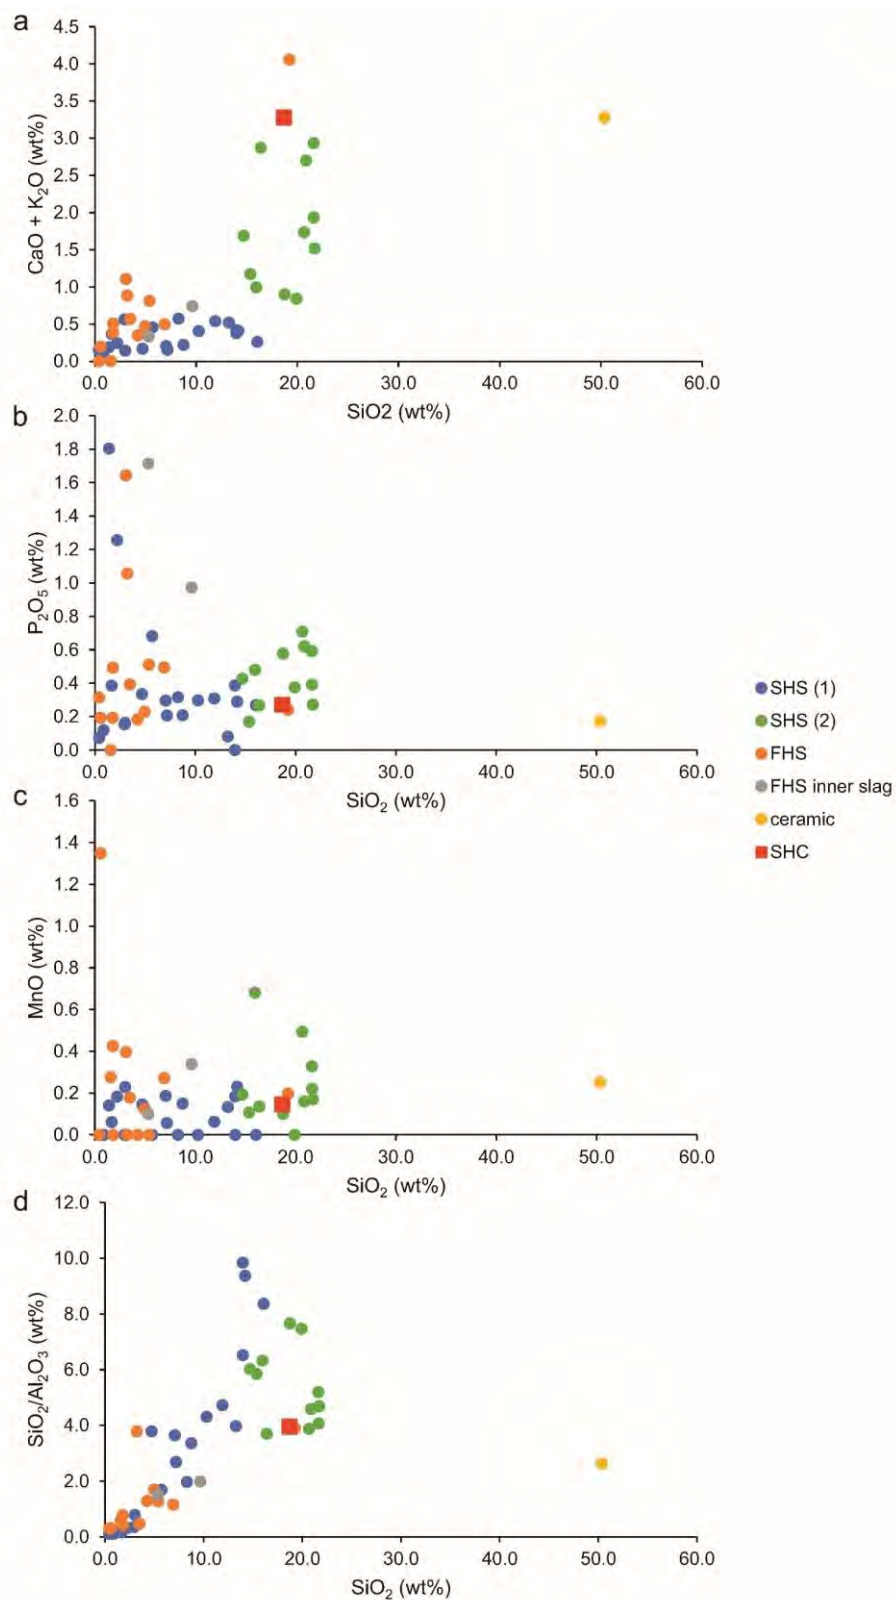 a
4.5
4.0
3.5
3.0
2.5
2.0
1.5
1.0
0.5
0.0
CaO + K₂O (wt%)
0.0 10.0 20.0 30.0 40.0 50.0 60.0
SiO2 (wt%)
b
2.0
1.8
1.6
1.4
1.2
1.0
0.8
0.6
0.4
0.2
0.0
P₂O₅ (wt%)
0.0 10.0 20.0 30.0 40.0 50.0 60.0
SiO₂ (wt%)
SHS (1)
SHS (2)
FHS
FHS inner slag
ceramic
SHC
c
1.6
1.4
1.2
1.0
0.8
0.6
0.4
0.2
0.0
MnO (wt%)
0.0 10.0 20.0 30.0 40.0 50.0 60.0
SiO₂ (wt%)
d
12.0
10.0
8.0
6.0
4.0
2.0
0.0
SiO₂/Al₂O₃ (wt%)
0.0 10.0 20.0 30.0 40.0 50.0 60.0
SiO₂ (wt%)